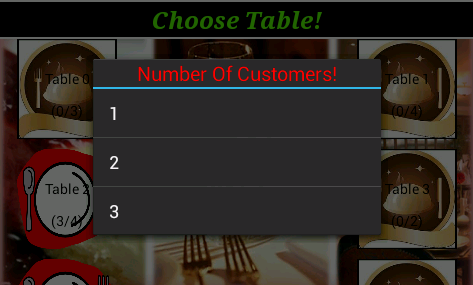 Choose Table!
Table 0
(0/3)
Table 1
(0/4)
Number Of Customers!
1
2
3
Table 2
(3/4)
Table 3
(0/2)